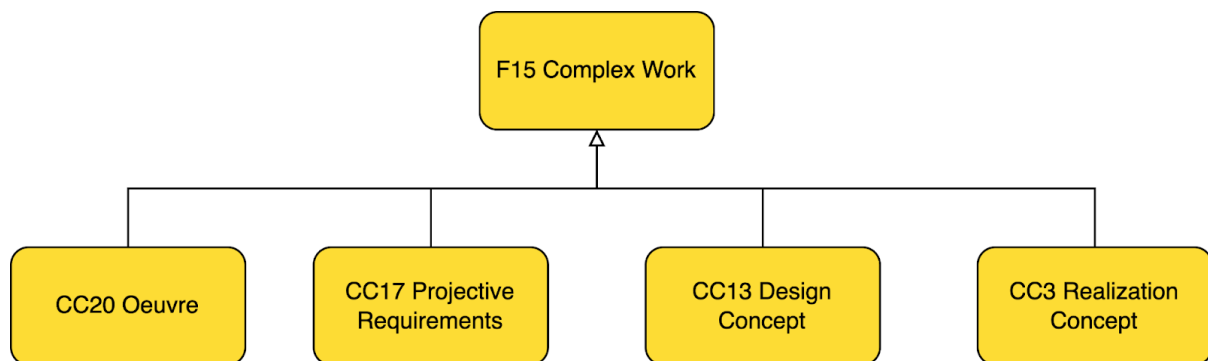 F15 Complex Work
CC20 Oeuvre
CC17 Projective
Requirements
CC13 Design
Concept
CC3 Realization
Concept